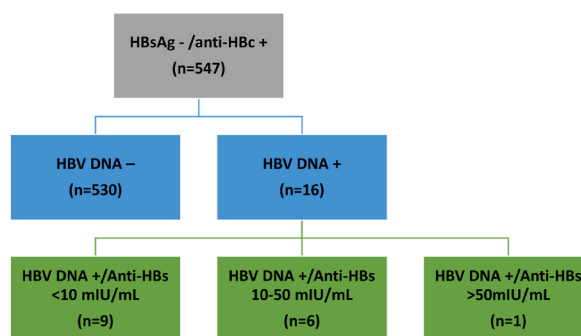 HBsAg - /anti-HBc +
(n=547)
HBV DNA –
(n=530)
HBV DNA +
(n=16)
HBV DNA +/Anti-HBs
<10 mIU/mL
(n=9)
HBV DNA +/Anti-HBs
10-50 mIU/mL
(n=6)
HBV DNA +/Anti-HBs
>50mIU/mL
(n=1)